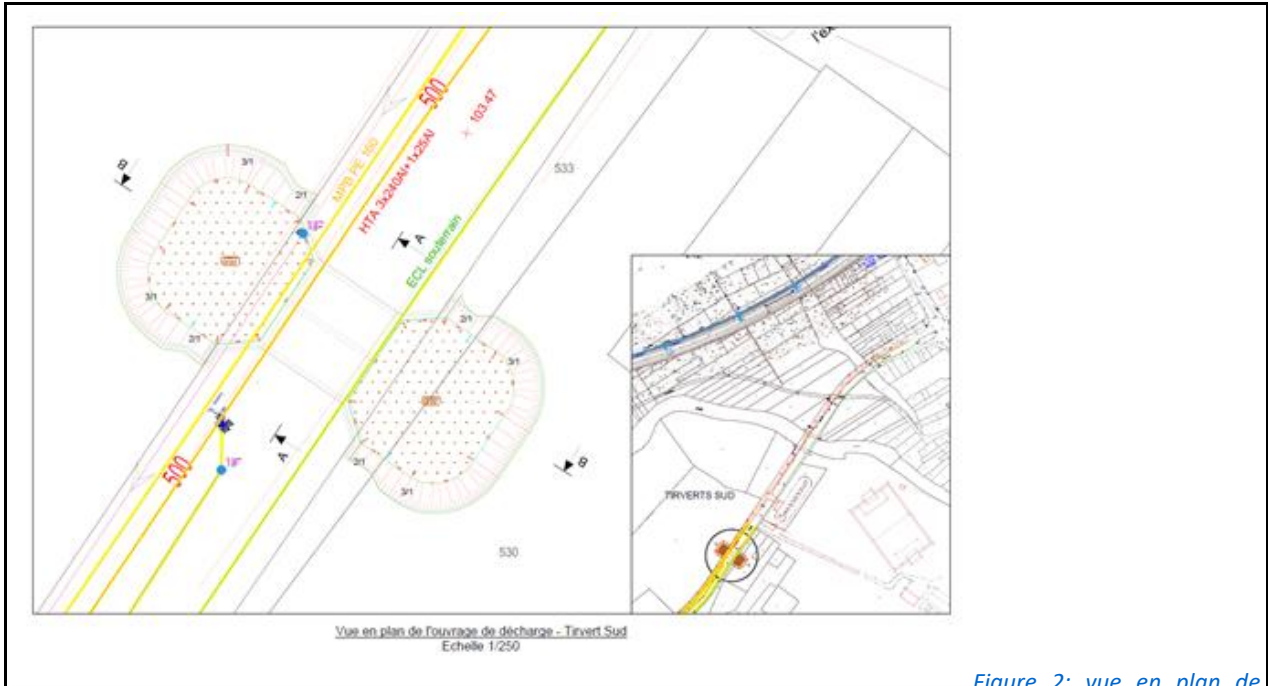 l'ex
500
103.47
3/1
B
MPB PE 160
533
2/1
HTA 3x240Al+1x25Al
A
ECL souterrain
3/1
2/1
2/1
3/1
A
500
2/1
B
3/1
530
TIRVERTS SUD
Vue en plan de l'ouvrage de décharge - Tirvert Sud
Echelle 1/250
Figure 2: vue en plan de